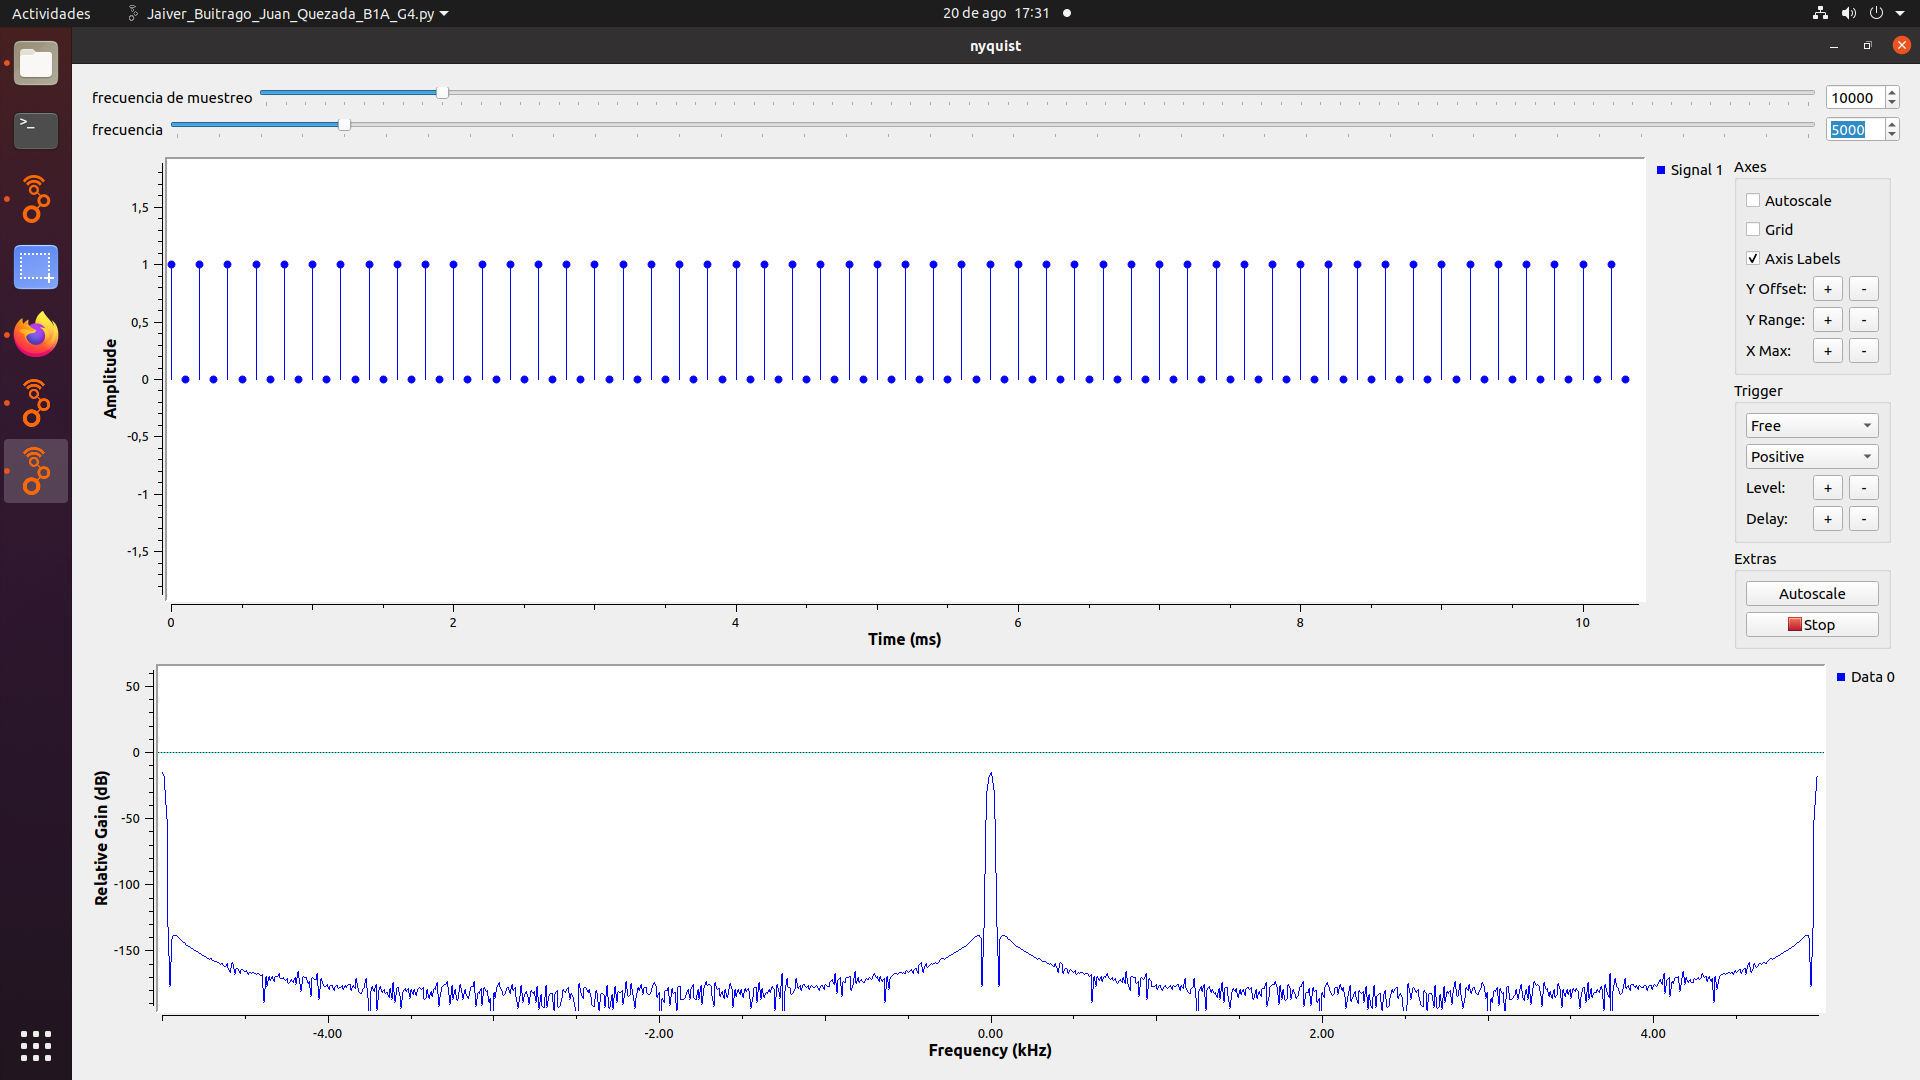 Actividades
Jaiver_Buitrago_Juan_Quezada_B1A_G4.py
20 de ago 17:31
nyquist
frecuencia de muestreo
10000
frecuencia
5000
Signal 1
Axes
Autoscale
Grid
Axis Labels
Y Offset: + -
Y Range: + -
X Max: + -
Trigger
Free
Positive
Level: + -
Delay: + -
Extras
Autoscale
Stop
Amplitude
1,5
1
0,5
0
-0,5
-1
-1,5
0 2 4 6 8 10
Time (ms)
Data 0
Relative Gain (dB)
50
0
-50
-100
-150
-4.00 -2.00 0.00 2.00 4.00
Frequency (kHz)